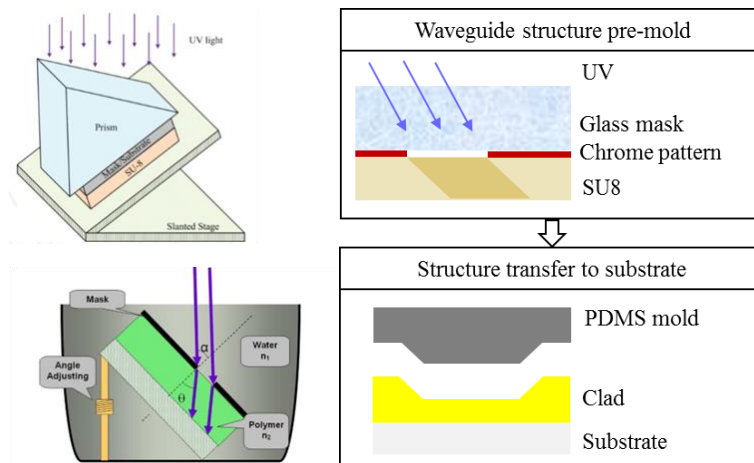 UV light
Prism
Mask Substrate
SU-8
Slanted Stage
Waveguide structure pre-mold
UV
Glass mask
Chrome pattern
SU8
Mask
Water
n1
α
Angle
Adjusting
θ
Polymer
n2
Structure transfer to substrate
PDMS mold
Clad
Substrate